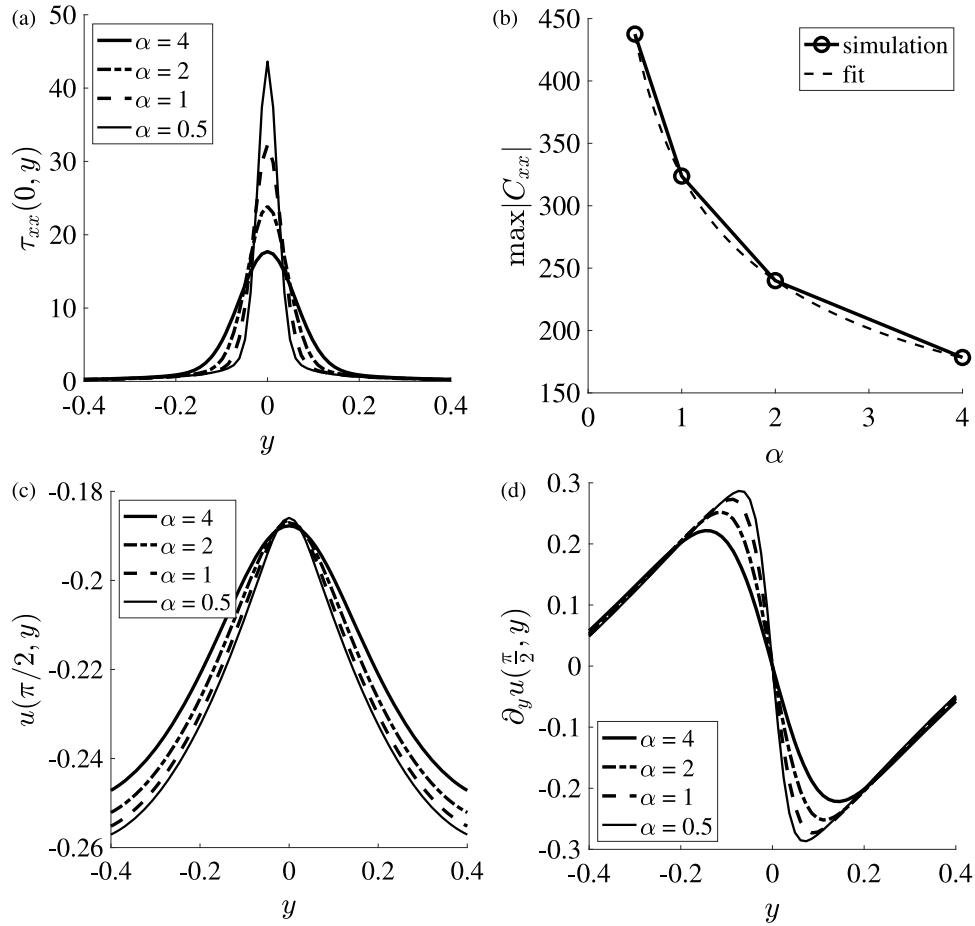 (a)
50
40
30
20
10
0
τxx(0, y)
α = 4
α = 2
α = 1
α = 0.5
-0.4
-0.2
0
0.2
0.4
y
(b)
450
400
350
300
250
200
150
max|Cxx|
simulation
fit
0
1
2
3
4
α
(c)
-0.18
-0.2
-0.22
-0.24
-0.26
u(π/2, y)
α = 4
α = 2
α = 1
α = 0.5
-0.4
-0.2
0
0.2
0.4
y
(d)
0.3
0.2
0.1
0
-0.1
-0.2
-0.3
∂yu(π/2, y)
α = 4
α = 2
α = 1
α = 0.5
-0.4
-0.2
0
0.2
0.4
y